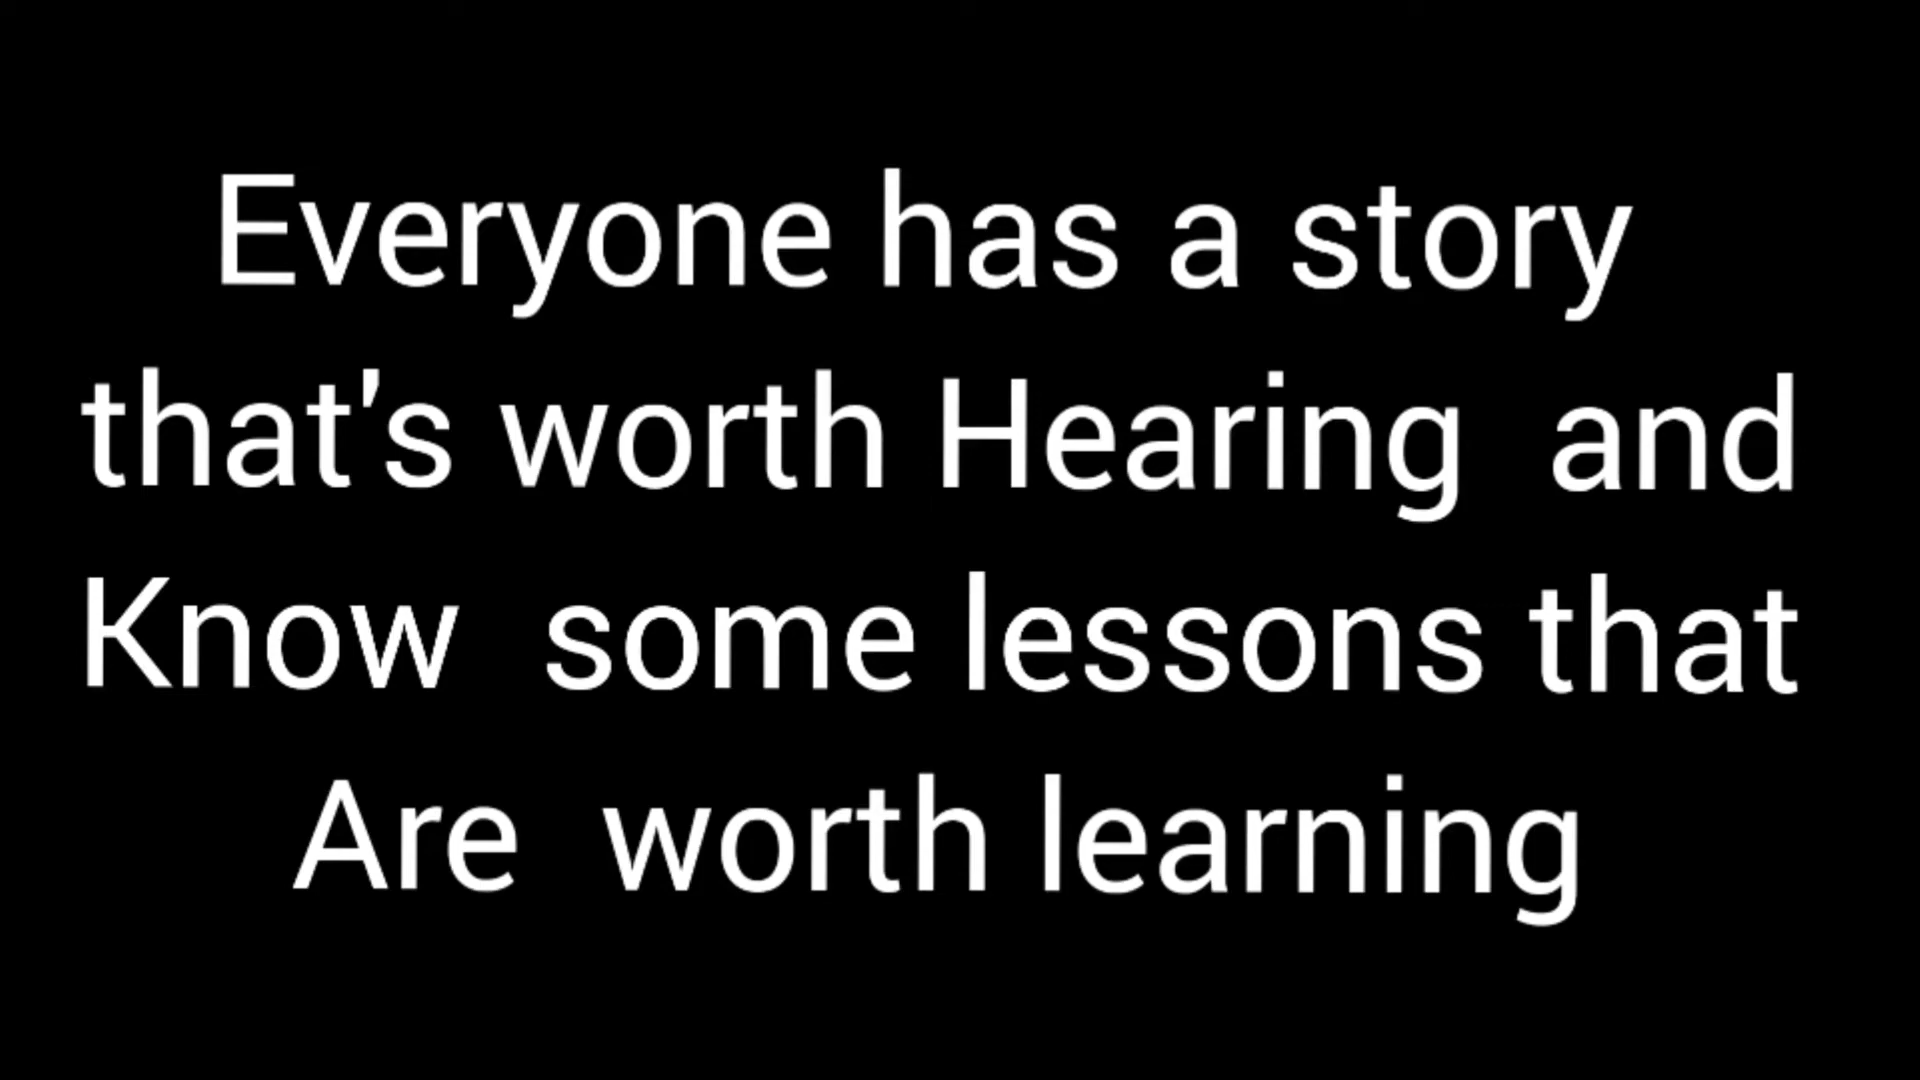 Everyone has a story
that's worth Hearing  and
Know  some lessons that
Are  worth learning